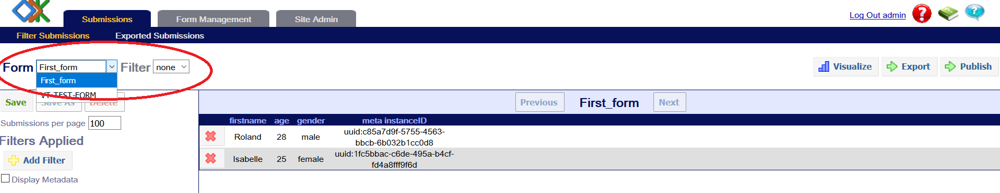 Submissions Form Management Site Admin Log Out admin
Filter Submissions Exported Submissions
Form First_form Filter none
First_form
VT-TEST-FORM
Visualize Export Publish
Save Save As Delete
Submissions per page 100
Filters Applied
Add Filter
Display Metadata
Previous First_form Next
firstname age gender meta instanceID
Roland 28 male uuid:c85a7d9f-5755-4563-
bbcb-6b032b1cc0d8
Isabelle 25 female uuid:1fc5bbac-c6de-495a-b4cf-
fd4a8fff9f6d